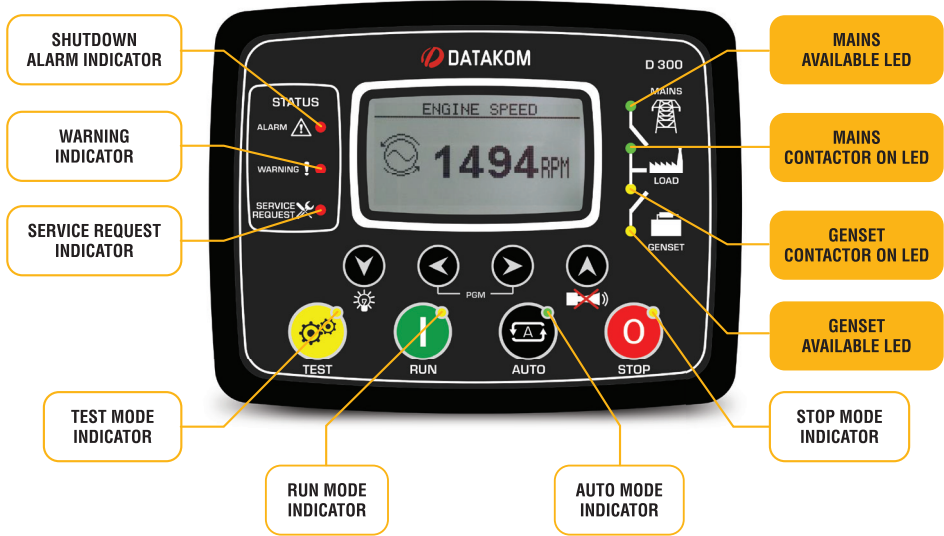 SHUTDOWN
ALARM INDICATOR
WARNING
INDICATOR
SERVICE REQUEST
INDICATOR
DATAKOM
D 300
STATUS
ALARM
WARNING
SERVICE
REQUEST
ENGINE SPEED
1494RPM
MAINS
LOAD
GENSET
PGM
A
TEST
RUN
AUTO
STOP
MAINS
AVAILABLE LED
MAINS
CONTACTOR ON LED
GENSET
CONTACTOR ON LED
GENSET
AVAILABLE LED
TEST MODE
INDICATOR
RUN MODE
INDICATOR
AUTO MODE
INDICATOR
STOP MODE
INDICATOR